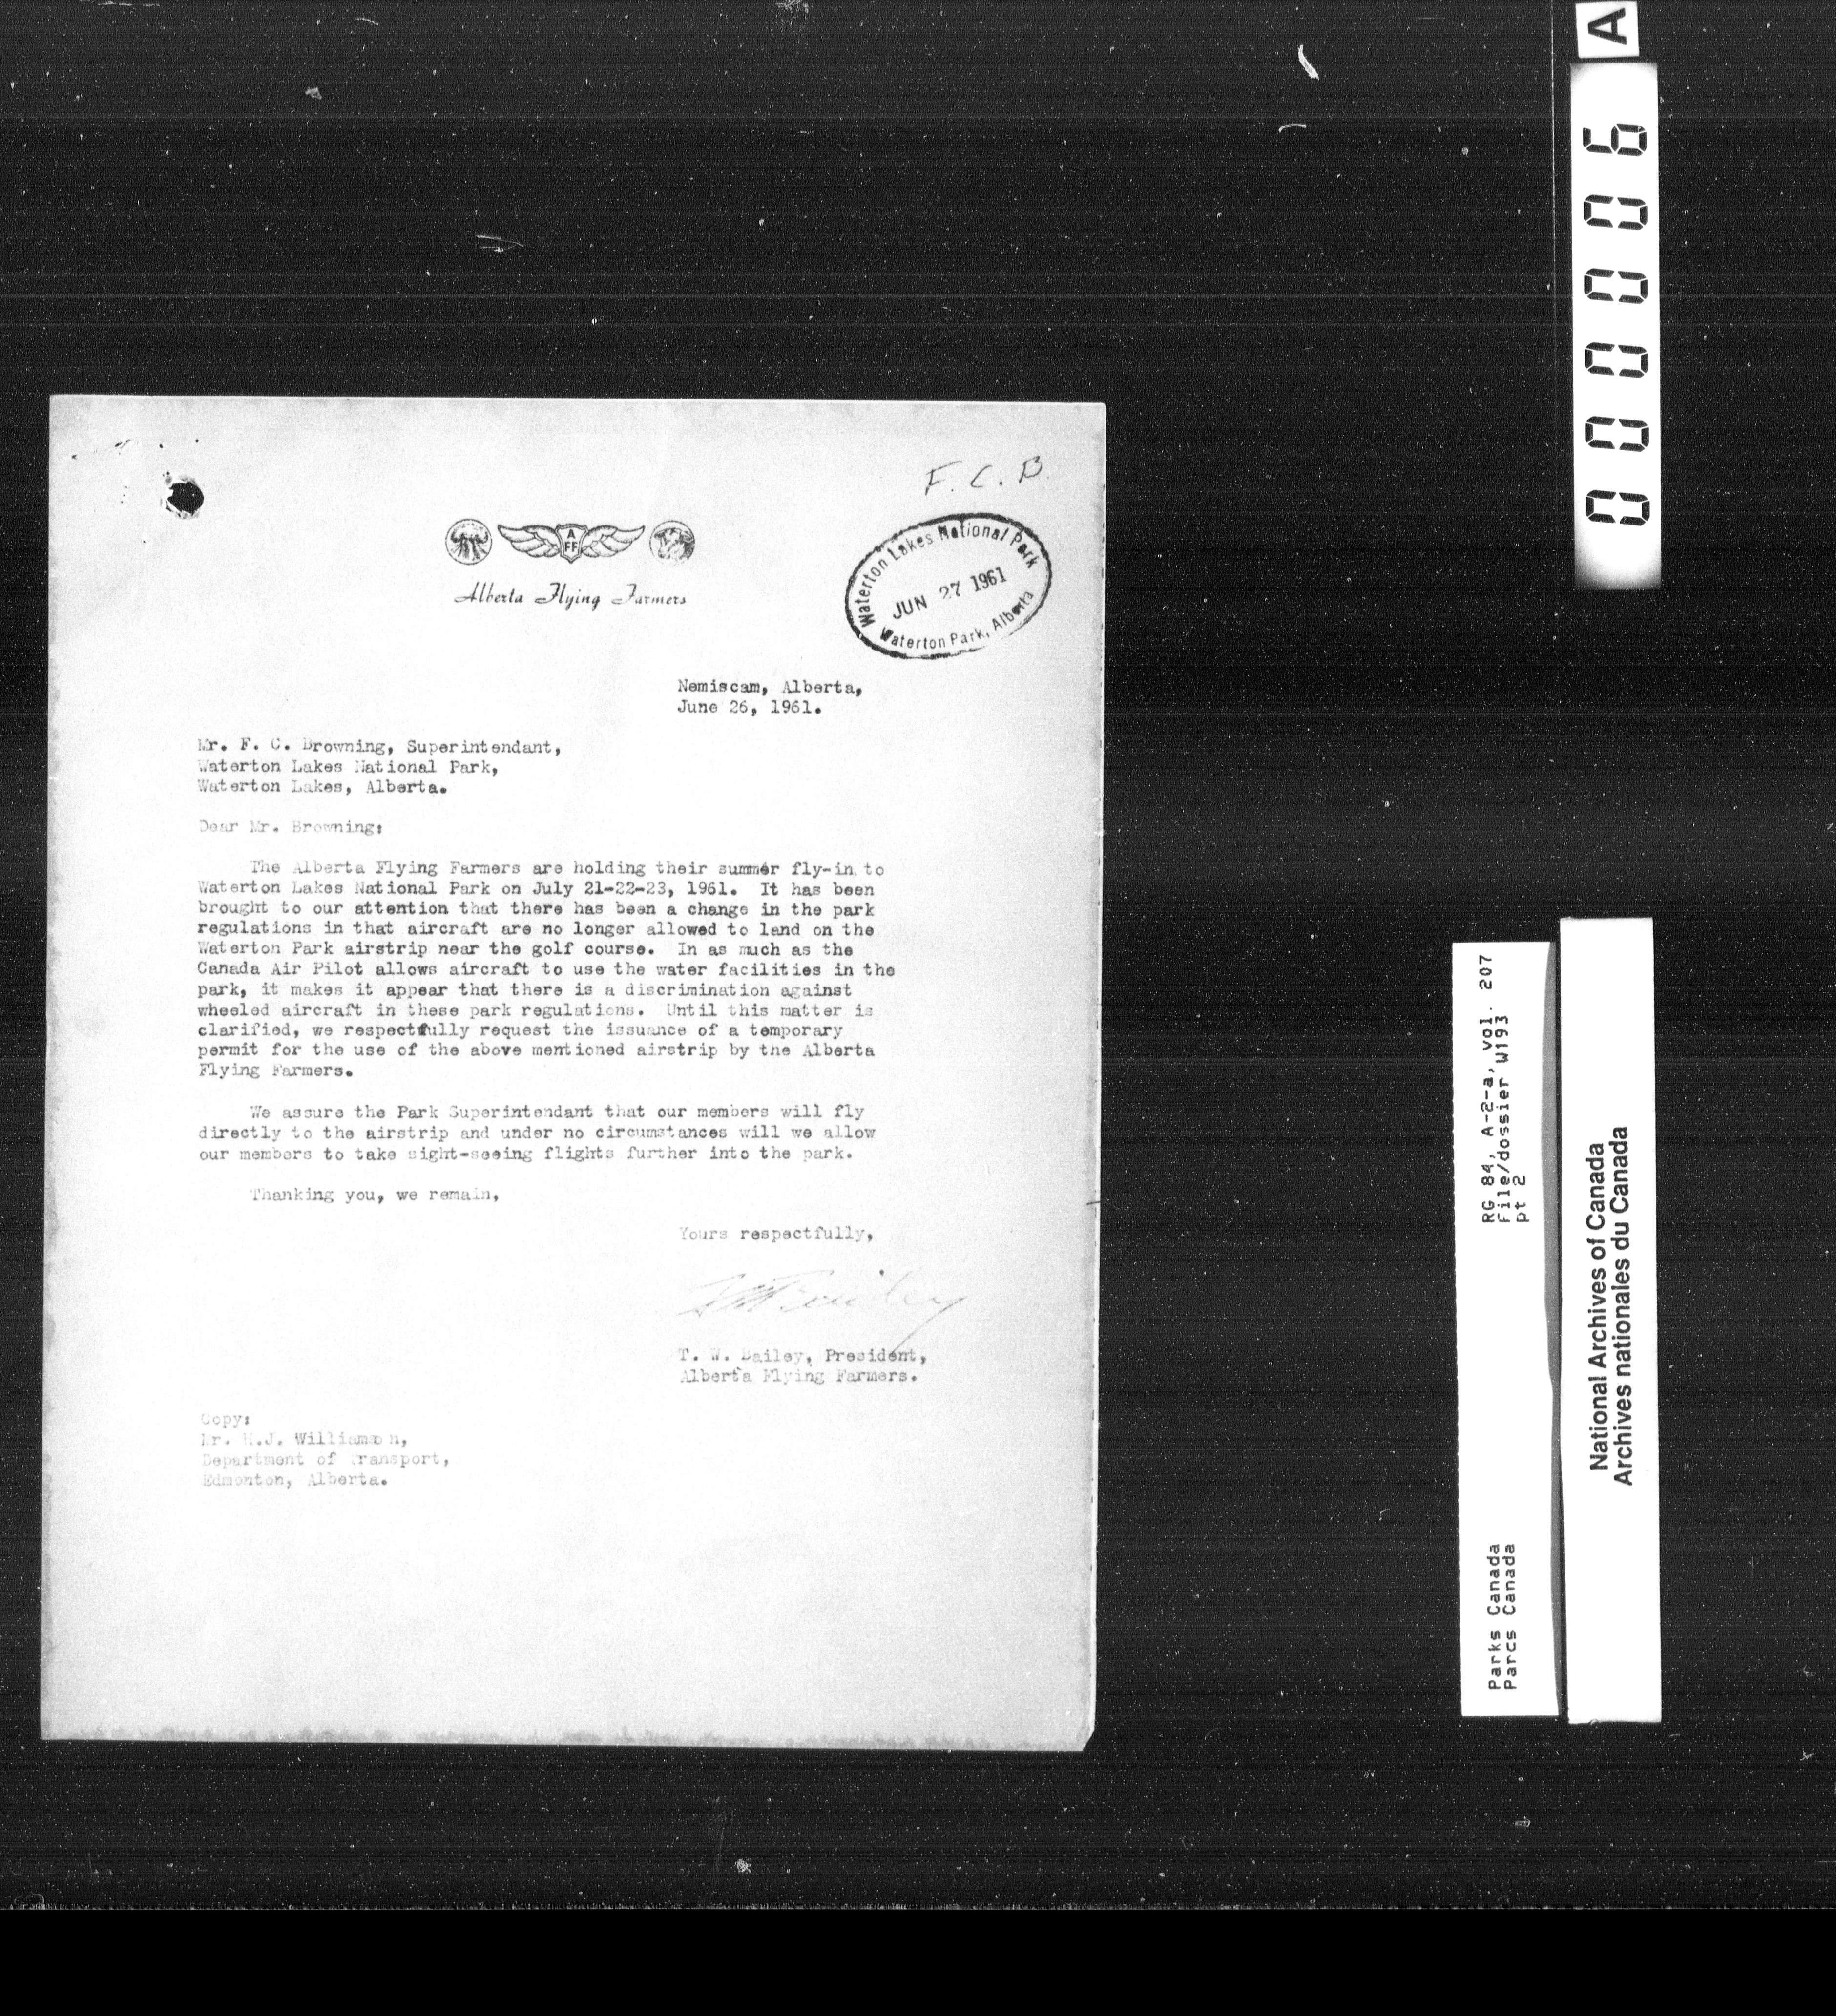 F. C. B.
A
FF
Alberta Flying Farmers
Waterton Lakes National Park
JUN 27 1961
Waterton Park, Alberta
Nemiscam, Alberta,
June 26, 1961.
Mr. F. C. Browning, Superintendant,
Waterton Lakes National Park,
Waterton Lakes, Alberta.
Dear Mr. Browning:
The Alberta Flying Farmers are holding their summer fly-in to
Waterton Lakes National Park on July 21-22-23, 1961. It has been
brought to our attention that there has been a change in the park
regulations in that aircraft are no longer allowed to land on the
Waterton Park airstrip near the golf course. In as much as the
Canada Air Pilot allows aircraft to use the water facilities in the
park, it makes it appear that there is a discrimination against
wheeled aircraft in these park regulations. Until this matter is
clarified, we respectfully request the issuance of a temporary
permit for the use of the above mentioned airstrip by the Alberta
Flying Farmers.
We assure the Park Superintendant that our members will fly
directly to the airstrip and under no circumstances will we allow
our members to take sight-seeing flights further into the park.
Thanking you, we remain,
Yours respectfully,
T. W. Bailey, President,
Alberta Flying Farmers.
Copy:
Mr. Williamson,
Department of Transport,
Edmonton, Alberta.
A
000006
RG 84, A-2-a, vol. 207
File/dossier W193
pt 2
Parks Canada
Parcs Canada
National Archives of Canada
Archives nationales du Canada